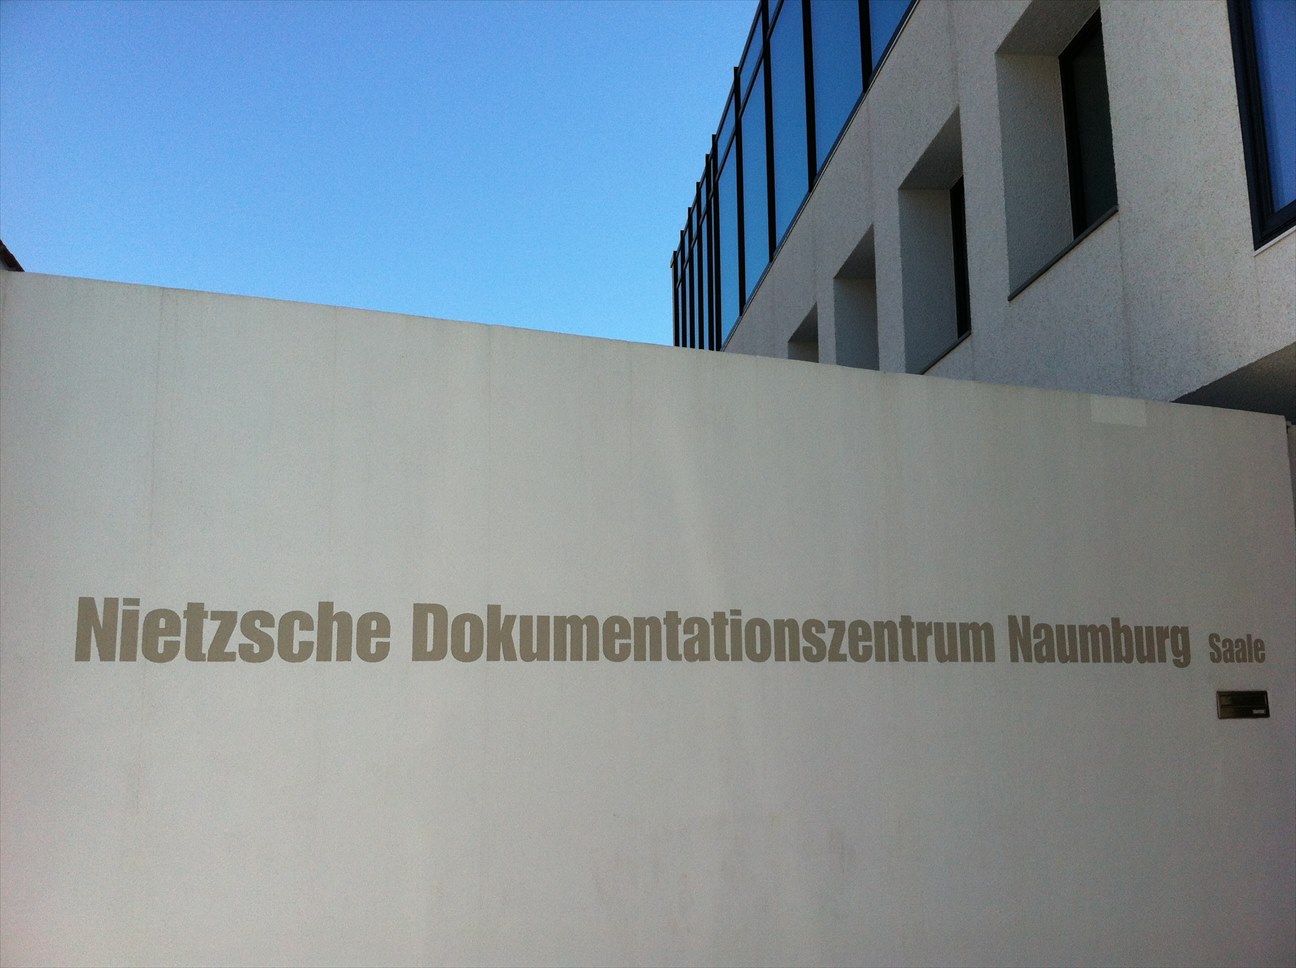 Nietzsche Dokumentationszentrum Naumburg Saale